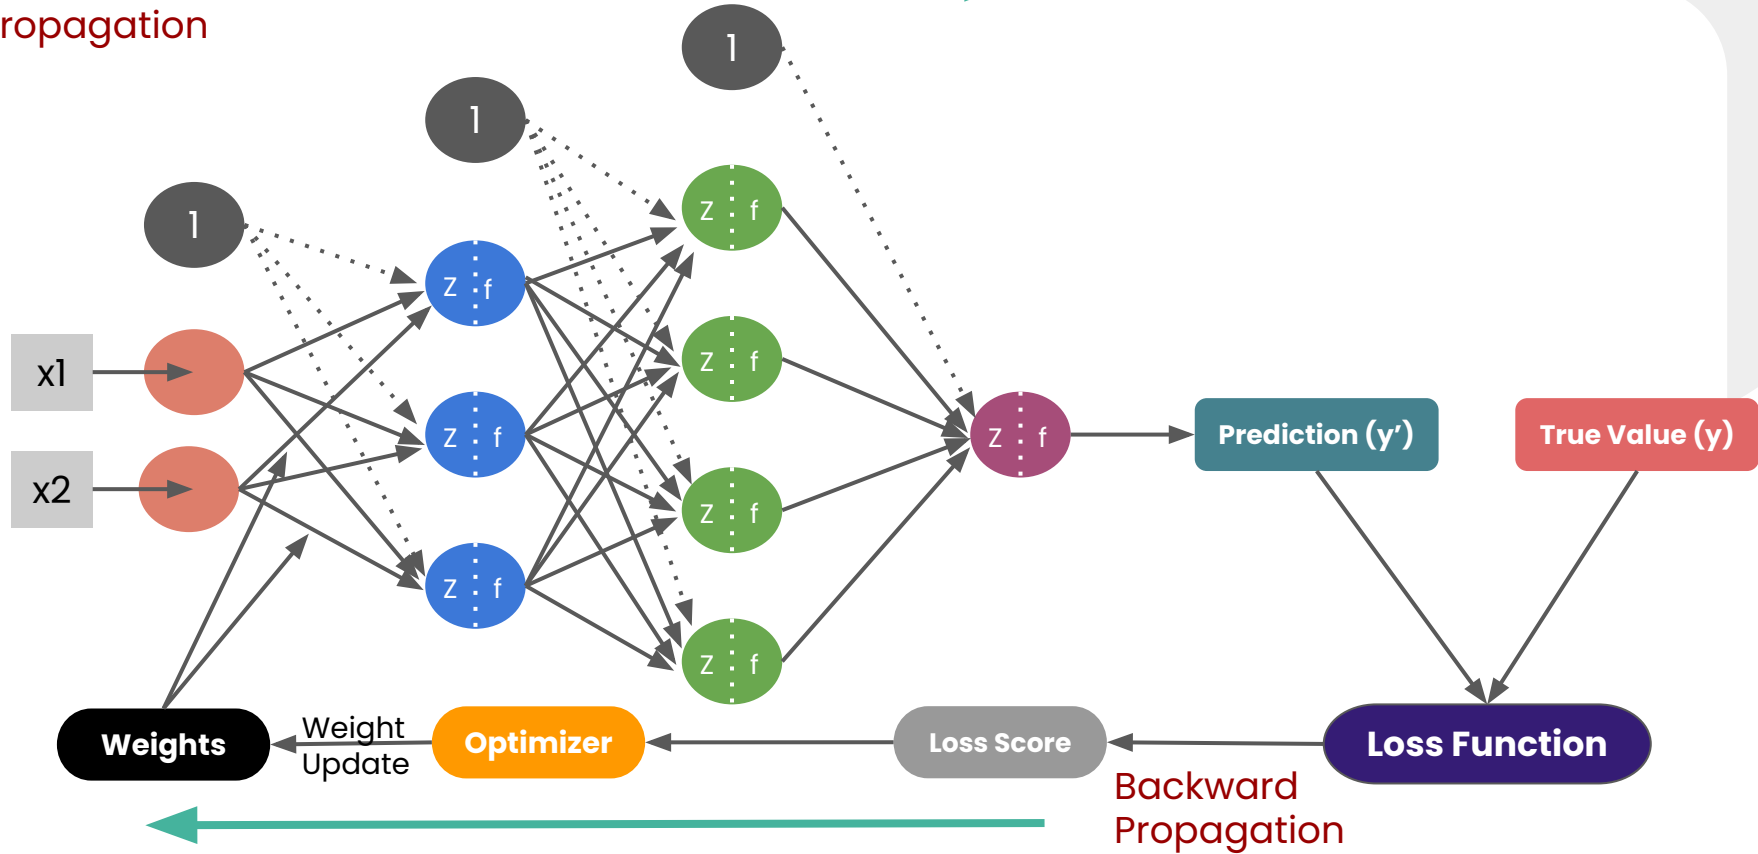 ropagation
1
1
1
Z f
Z f
Z f
x1
Z f
Z f
Z f
Prediction (y’)
True Value (y)
x2
Z f
Z f
Weights
Weight
Update
Optimizer
Loss Score
Loss Function
Backward
Propagation